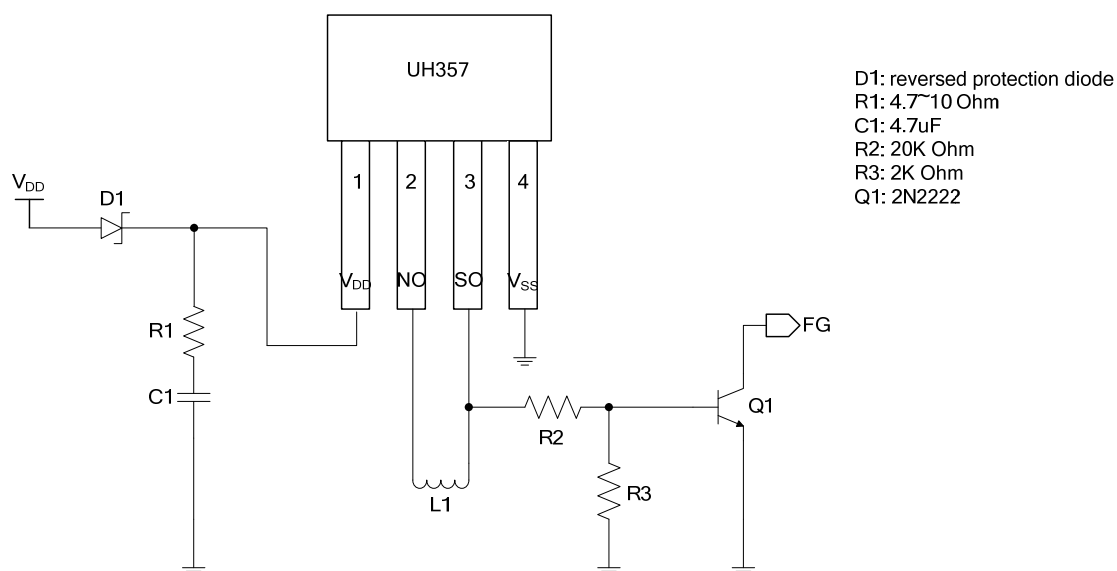 UH357
D1: reversed protection diode
R1: 4.7~10 Ohm
C1: 4.7uF
R2: 20K Ohm
R3: 2K Ohm
Q1: 2N2222
1 2 3 4
VDD
D1
VDD NO SO VSS
R1
FG
C1
Q1
R2
L1
R3